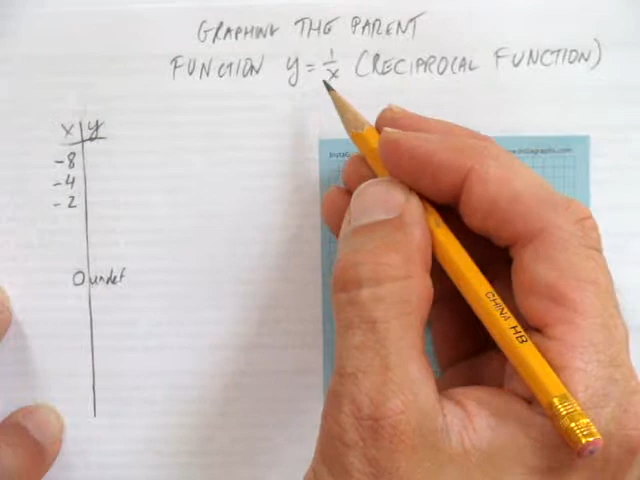 GRAPHING THE PARENT
FUNCTION y = 1/x (RECIPROCAL FUNCTION)
x y
-8
-4
-2
0 undef
CHINA HB